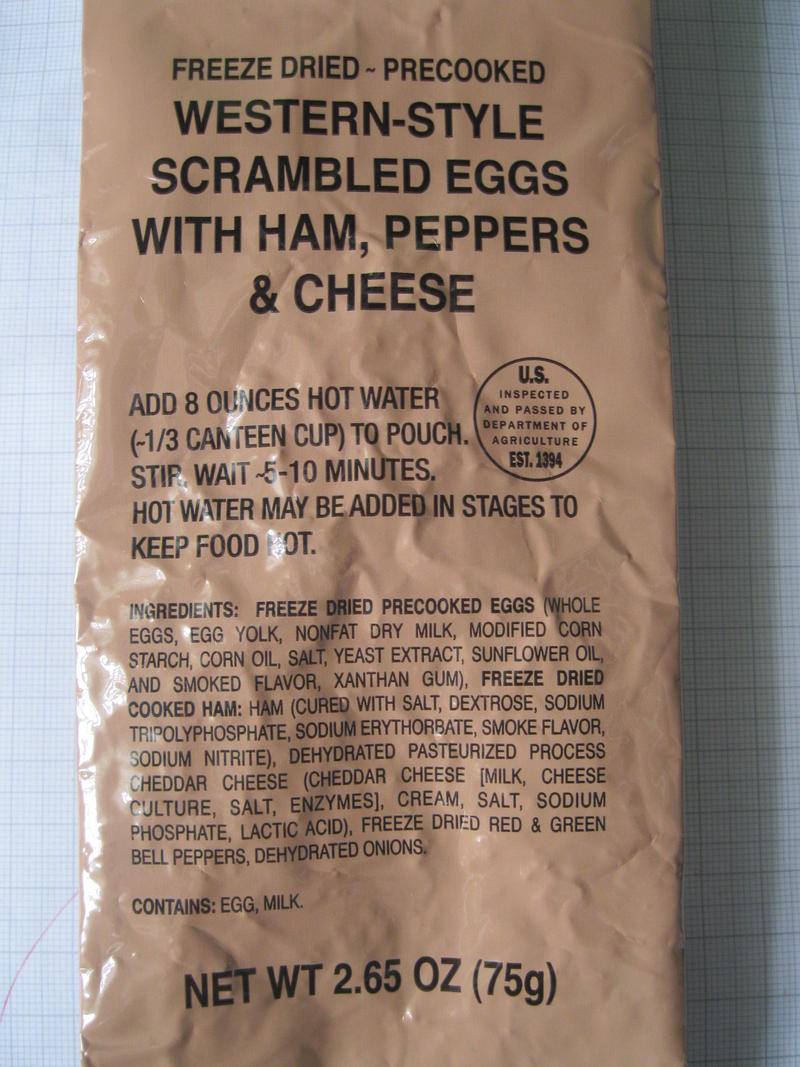 FREEZE DRIED ~ PRECOOKED
WESTERN-STYLE
SCRAMBLED EGGS
WITH HAM, PEPPERS
& CHEESE
ADD 8 OUNCES HOT WATER
(~1/3 CANTEEN CUP) TO POUCH.
STIR, WAIT ~5-10 MINUTES.
HOT WATER MAY BE ADDED IN STAGES TO
KEEP FOOD HOT.
U.S.
INSPECTED
AND PASSED BY
DEPARTMENT OF
AGRICULTURE
EST. 1394
INGREDIENTS: FREEZE DRIED PRECOOKED EGGS (WHOLE
EGGS, EGG YOLK, NONFAT DRY MILK, MODIFIED CORN
STARCH, CORN OIL, SALT, YEAST EXTRACT, SUNFLOWER OIL,
AND SMOKED FLAVOR, XANTHAN GUM), FREEZE DRIED
COOKED HAM: HAM (CURED WITH SALT, DEXTROSE, SODIUM
TRIPOLYPHOSPHATE, SODIUM ERYTHORBATE, SMOKE FLAVOR,
SODIUM NITRITE), DEHYDRATED PASTEURIZED PROCESS
CHEDDAR CHEESE (CHEDDAR CHEESE [MILK, CHEESE
CULTURE, SALT, ENZYMES], CREAM, SALT, SODIUM
PHOSPHATE, LACTIC ACID), FREEZE DRIED RED & GREEN
BELL PEPPERS, DEHYDRATED ONIONS.
CONTAINS: EGG, MILK.
NET WT 2.65 OZ (75g)